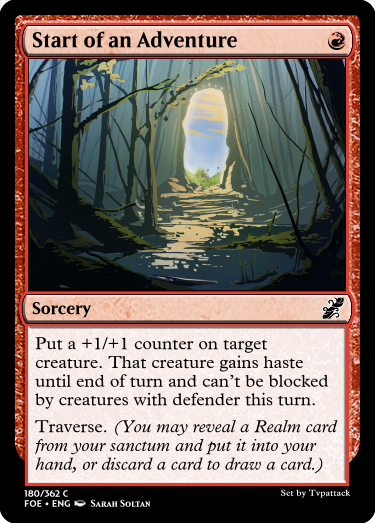 Start of an Adventure
Sorcery
Put a +1/+1 counter on target
creature. That creature gains haste
until end of turn and can't be blocked
by creatures with defender this turn.
Traverse. (You may reveal a Realm card
from your sanctum and put it into your
hand, or discard a card to draw a card.)
180/362 C
FOE • ENG Sarah Soltan
Set by Tvpattack